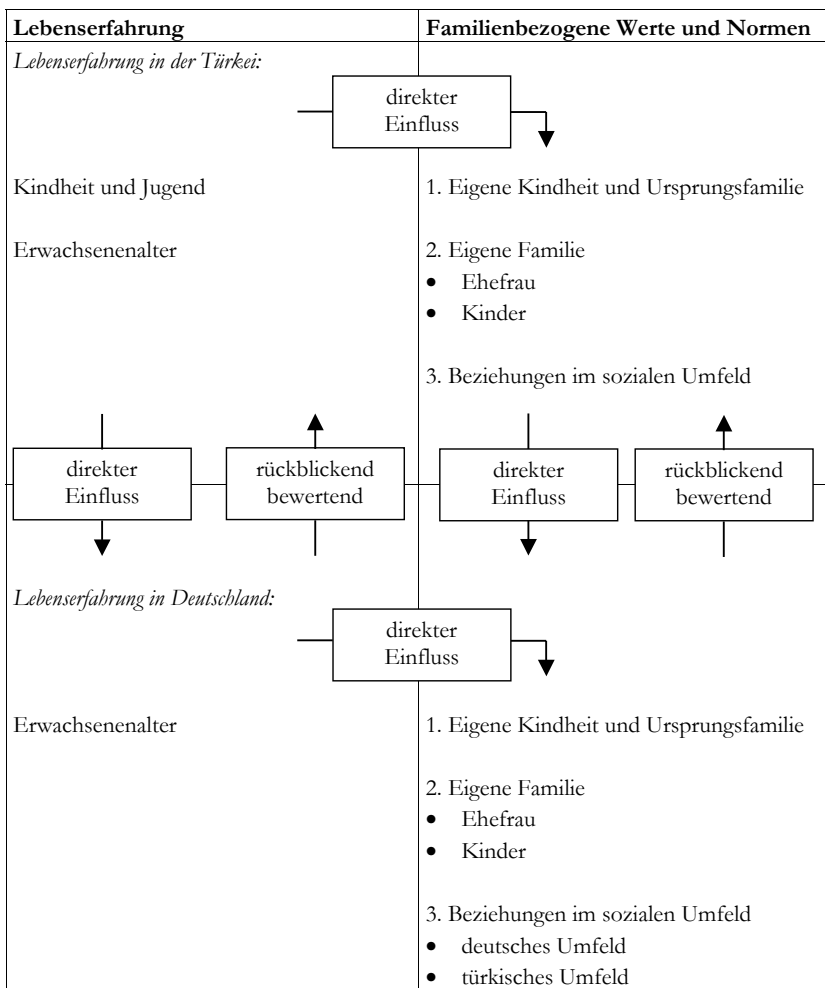 Lebenserfahrung Familienbezogene Werte und Normen
Lebenserfahrung in der Türkei:
direkter
Einfluss
Kindheit und Jugend 1. Eigene Kindheit und Ursprungsfamilie
Erwachsenenalter 2. Eigene Familie
• Ehefrau
• Kinder
3. Beziehungen im sozialen Umfeld
direkter rückblickend direkter rückblickend
Einfluss bewertend Einfluss bewertend
Lebenserfahrung in Deutschland:
direkter
Einfluss
Erwachsenenalter 1. Eigene Kindheit und Ursprungsfamilie
2. Eigene Familie
• Ehefrau
• Kinder
3. Beziehungen im sozialen Umfeld
• deutsches Umfeld
• türkisches Umfeld